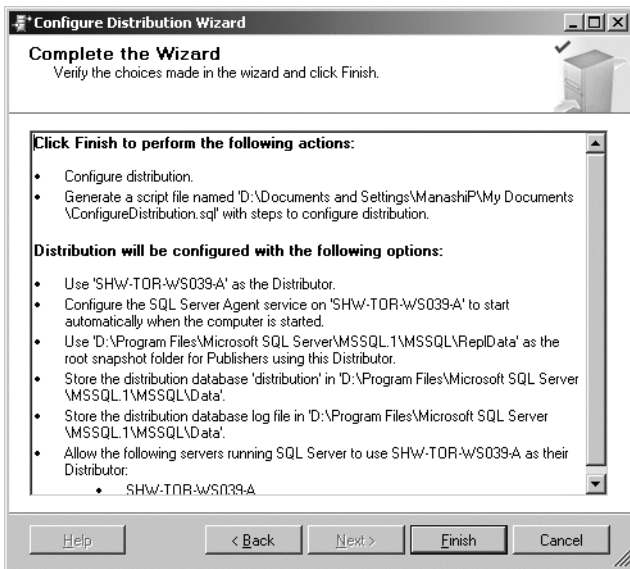 Configure Distribution Wizard
Complete the Wizard
Verify the choices made in the wizard and click Finish.
Click Finish to perform the following actions:
• Configure distribution.
• Generate a script file named 'D:\Documents and Settings\ManashiP\My Documents
\ConfigureDistribution.sql' with steps to configure distribution.
Distribution will be configured with the following options:
• Use 'SHW-TOR-WS039-A' as the Distributor.
• Configure the SQL Server Agent service on 'SHW-TOR-WS039-A' to start
automatically when the computer is started.
• Use 'D:\Program Files\Microsoft SQL Server\MSSQL.1\MSSQL\ReplData' as the
root snapshot folder for Publishers using this Distributor.
• Store the distribution database 'distribution' in 'D:\Program Files\Microsoft SQL Server
\MSSQL.1\MSSQL\Data'.
• Store the distribution database log file in 'D:\Program Files\Microsoft SQL Server
\MSSQL.1\MSSQL\Data'.
• Allow the following servers running SQL Server to use SHW-TOR-WS039-A as their
Distributor:
• SHW-TOR-WS039-A
Help < Back Next > Finish Cancel